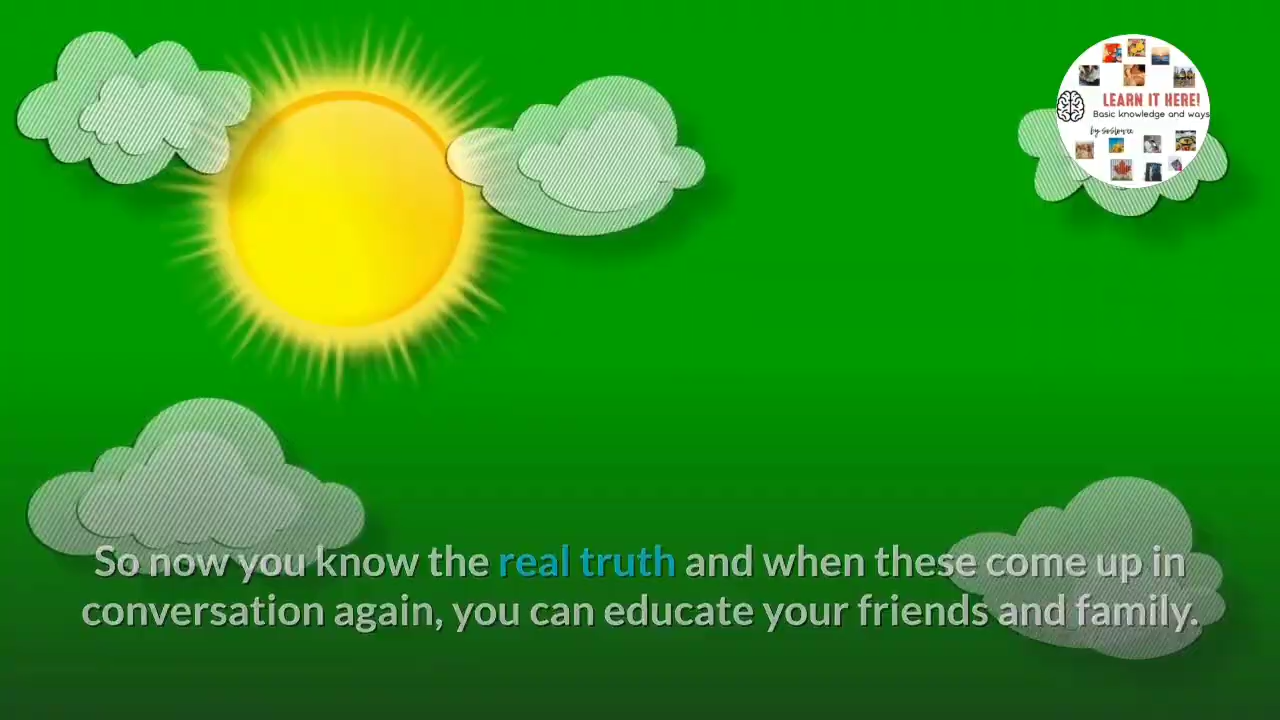 LEARN IT HERE!
Basic knowledge and ways
So now you know the real truth and when these come up in
conversation again, you can educate your friends and family.